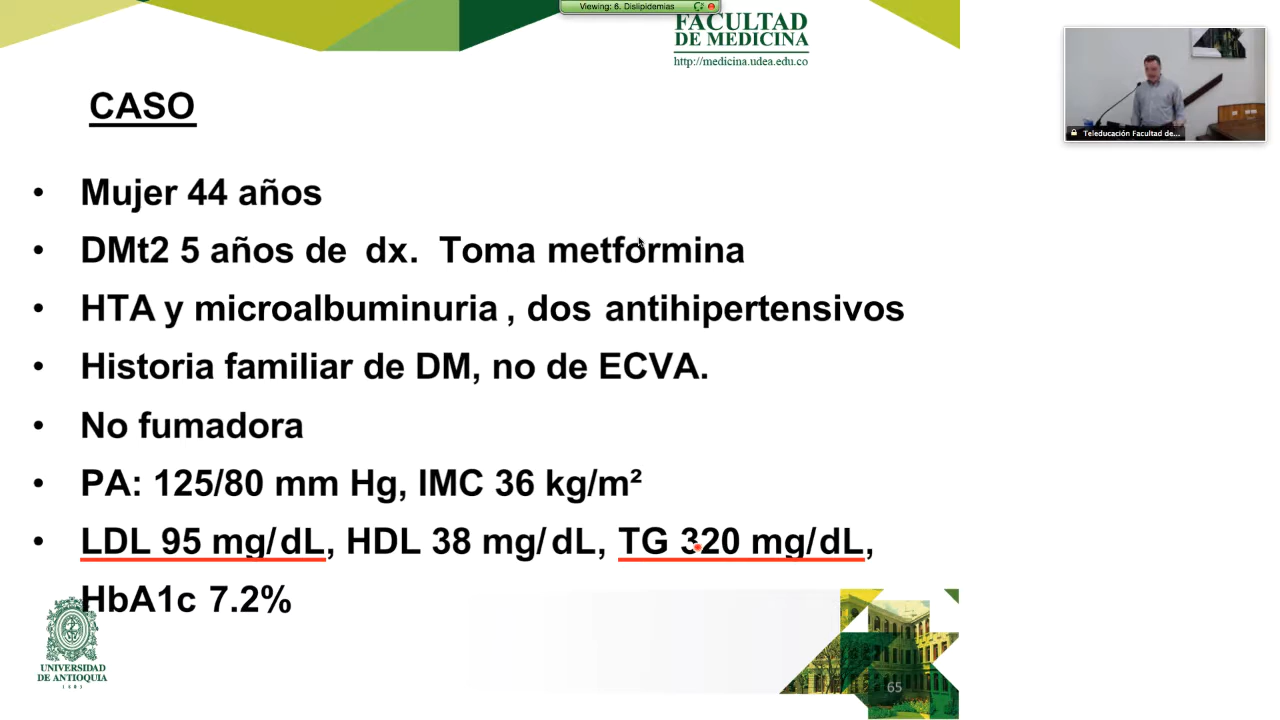 Viewing: 6. Dislipidemias
FACULTAD
DE MEDICINA
http://medicina.udea.edu.co
CASO
• Mujer 44 años
• DMt2 5 años de dx. Toma metformina
• HTA y microalbuminuria , dos antihipertensivos
• Historia familiar de DM, no de ECVA.
• No fumadora
• PA: 125/80 mm Hg, IMC 36 kg/m²
• LDL 95 mg/dL, HDL 38 mg/dL, TG 320 mg/dL,
HbA1c 7.2%
UNIVERSIDAD
DE ANTIOQUIA
1803
65
Teleducación Facultad de...